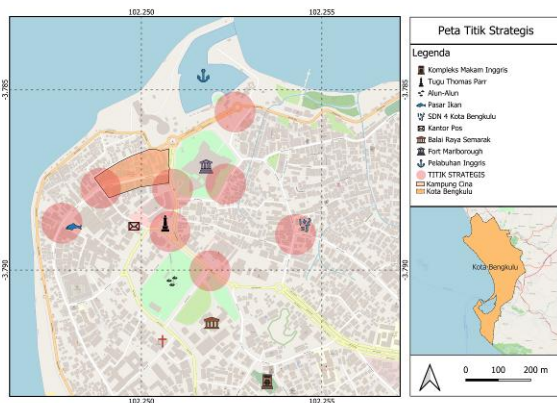 Peta Titik Strategis
Legenda
Kompleks Makam Inggris
Tugu Thomas Parr
Alun-Alun
Pasar Ikan
SDN 4 Kota Bengkulu
Kantor Pos
Balai Raya Semarak
Fort Marlborough
Pelabuhan Inggris
TITIK STRATEGIS
Kampung Cina
Kota Bengkulu
102.250
102.255
-3.785
-3.785
-3.790
-3.790
102.250
102.255
Kota Bengkulu
0 100 200 m